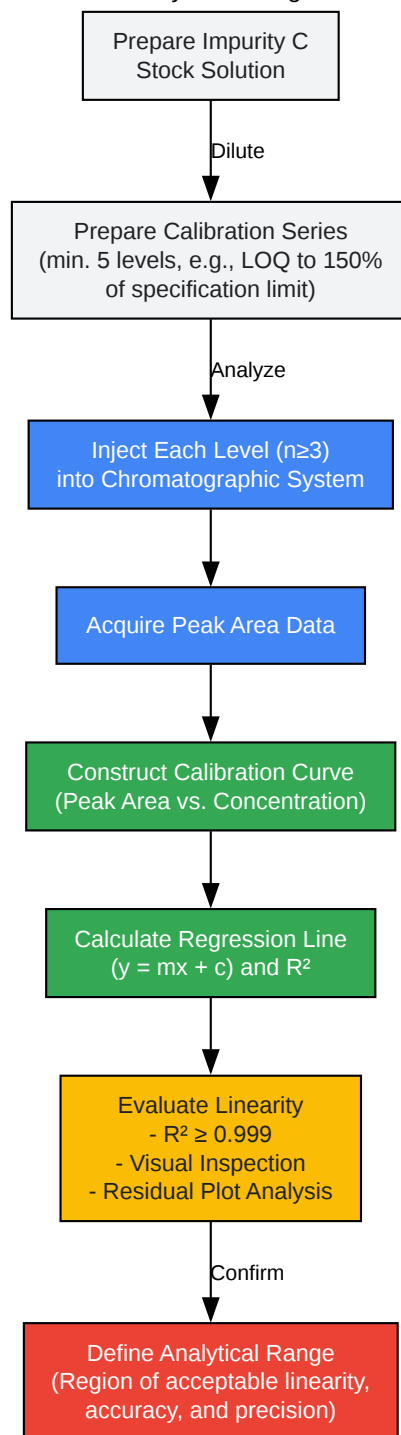 Prepare Impurity C
Stock Solution
Dilute
Prepare Calibration Series
(min. 5 levels, e.g., LOQ to 150%
of specification limit)
Analyze
Inject Each Level (n≥3)
into Chromatographic System
Acquire Peak Area Data
Construct Calibration Curve
(Peak Area vs. Concentration)
Calculate Regression Line
(y = mx + c) and R²
Evaluate Linearity
- R² ≥ 0.999
- Visual Inspection
- Residual Plot Analysis
Confirm
Define Analytical Range
(Region of acceptable linearity,
accuracy, and precision)